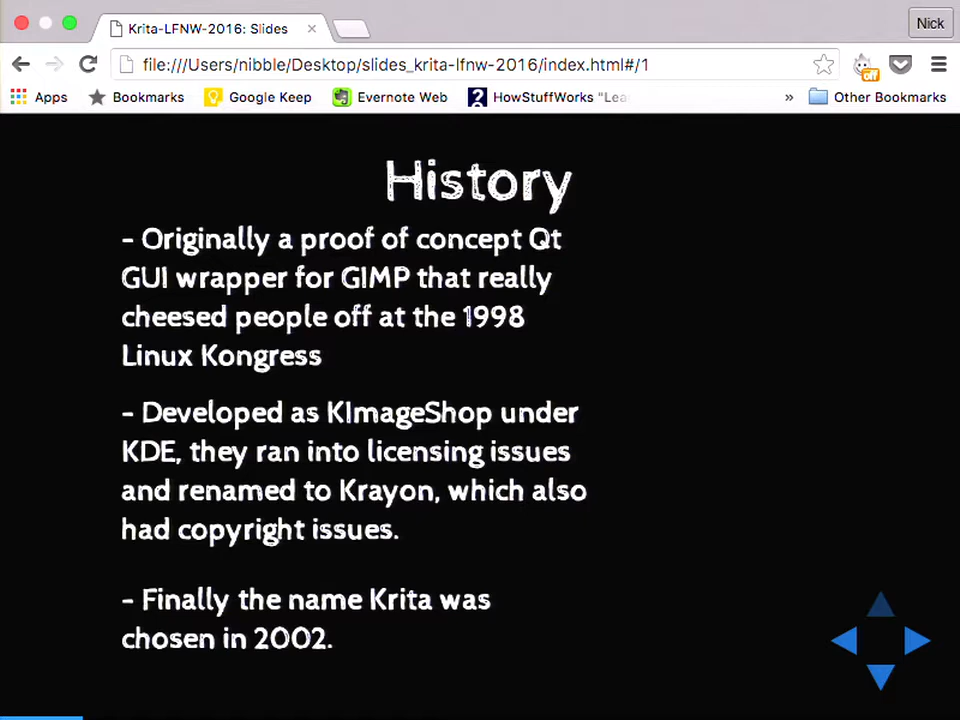 Krita-LFNW-2016: Slides
Nick
file:///Users/nibble/Desktop/slides_krita-lfnw-2016/index.html#/1
off
Apps Bookmarks Google Keep Evernote Web HowStuffWorks "Lea » Other Bookmarks
History
- Originally a proof of concept Qt
GUI wrapper for GIMP that really
cheesed people off at the 1998
Linux Kongress
- Developed as KImageShop under
KDE, they ran into licensing issues
and renamed to Krayon, which also
had copyright issues.
- Finally the name Krita was
chosen in 2002.